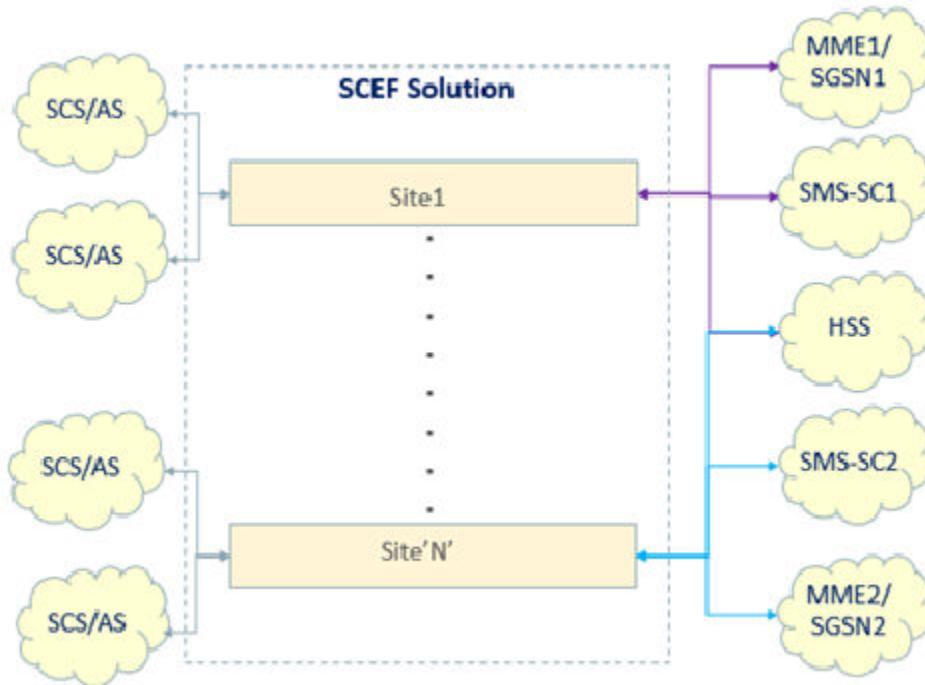 SCEF Solution
SCS/AS
SCS/AS
SCS/AS
SCS/AS
Site1
Site'N'
MME1/
SGSN1
SMS-SC1
HSS
SMS-SC2
MME2/
SGSN2